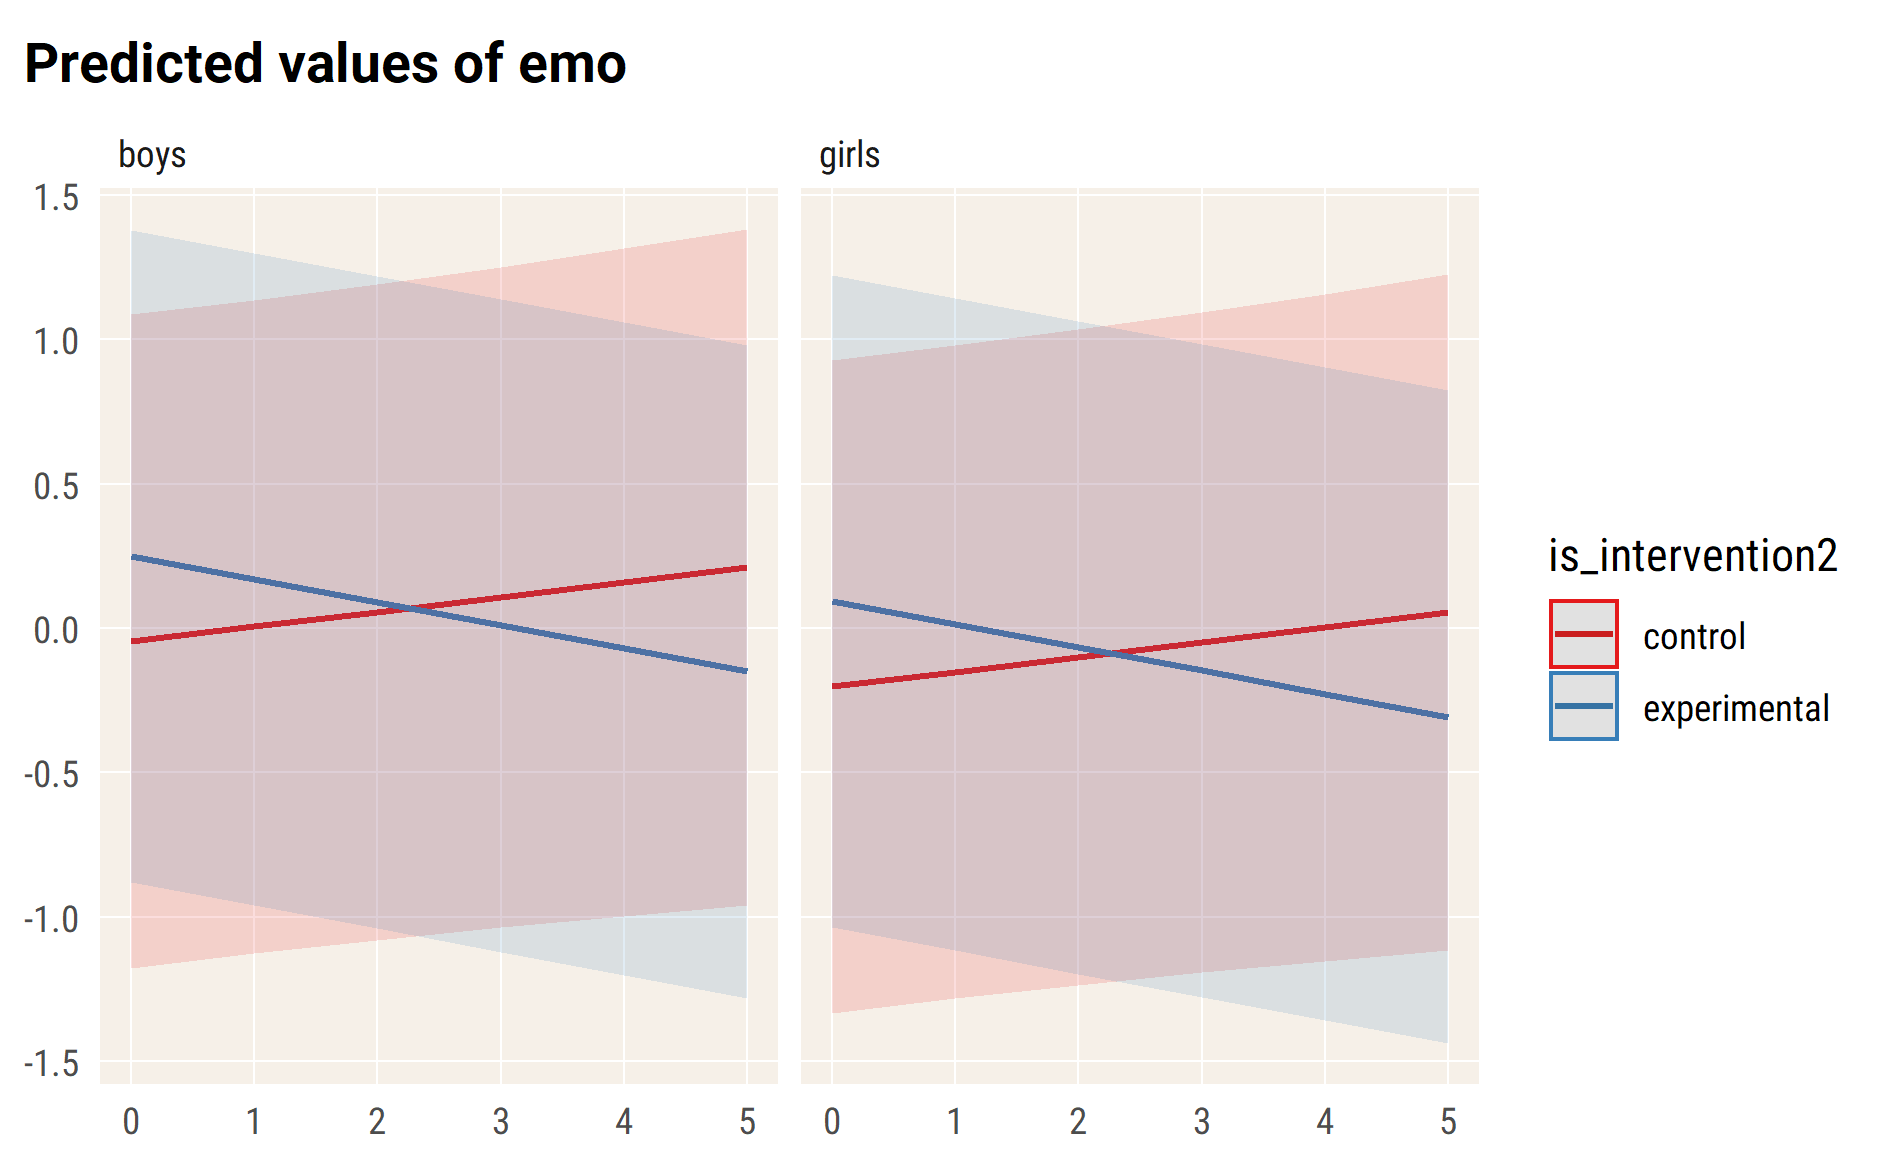 Predicted values of emo
boys
girls
1.5
1.0
0.5
0.0
-0.5
-1.0
-1.5
0 1 2 3 4 5
0 1 2 3 4 5
is_intervention2
control
experimental